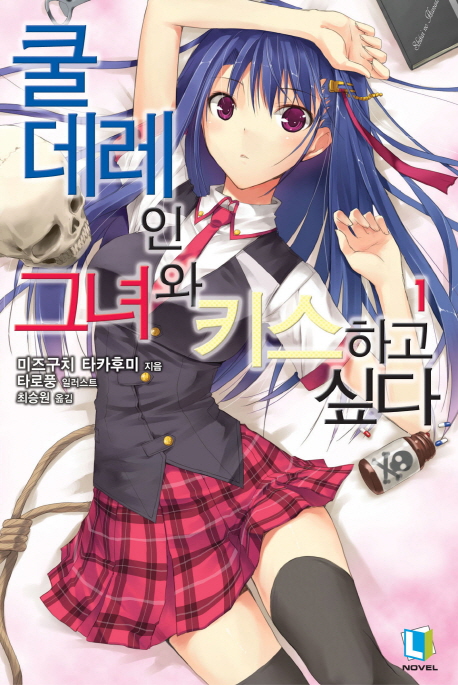 쿨
데레
인
그녀와
키스하고
싶다
1
미즈구치 타카후미 지음
타로풍 일러스트
최승원 옮김
L
NOVEL